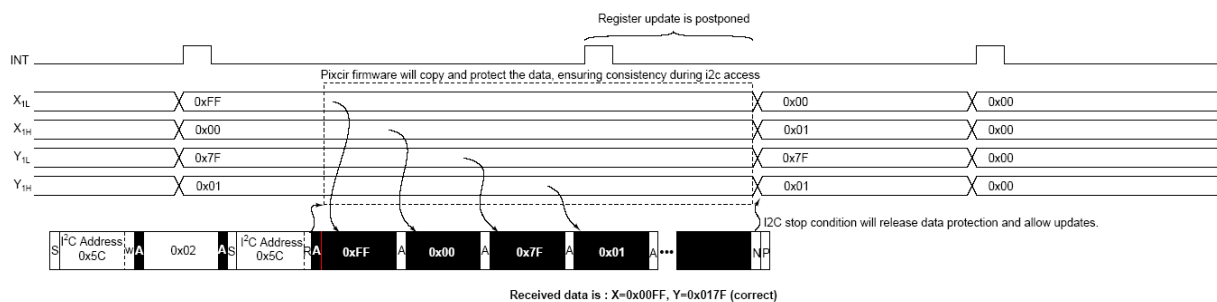 Register update is postponed
INT
Pixcir firmware will copy and protect the data, ensuring consistency during i2c access
X1L 0xFF 0x00 0x00
X1H 0x00 0x01 0x00
Y1L 0x7F 0x7F 0x00
Y1H 0x01 0x01 0x00
I2C stop condition will release data protection and allow updates.
S I²C Address 0x5C w A 0x02 A S I²C Address 0x5C R A 0xFF A 0x00 A 0x7F A 0x01 A ••• N P
Received data is : X=0x00FF, Y=0x017F (correct)